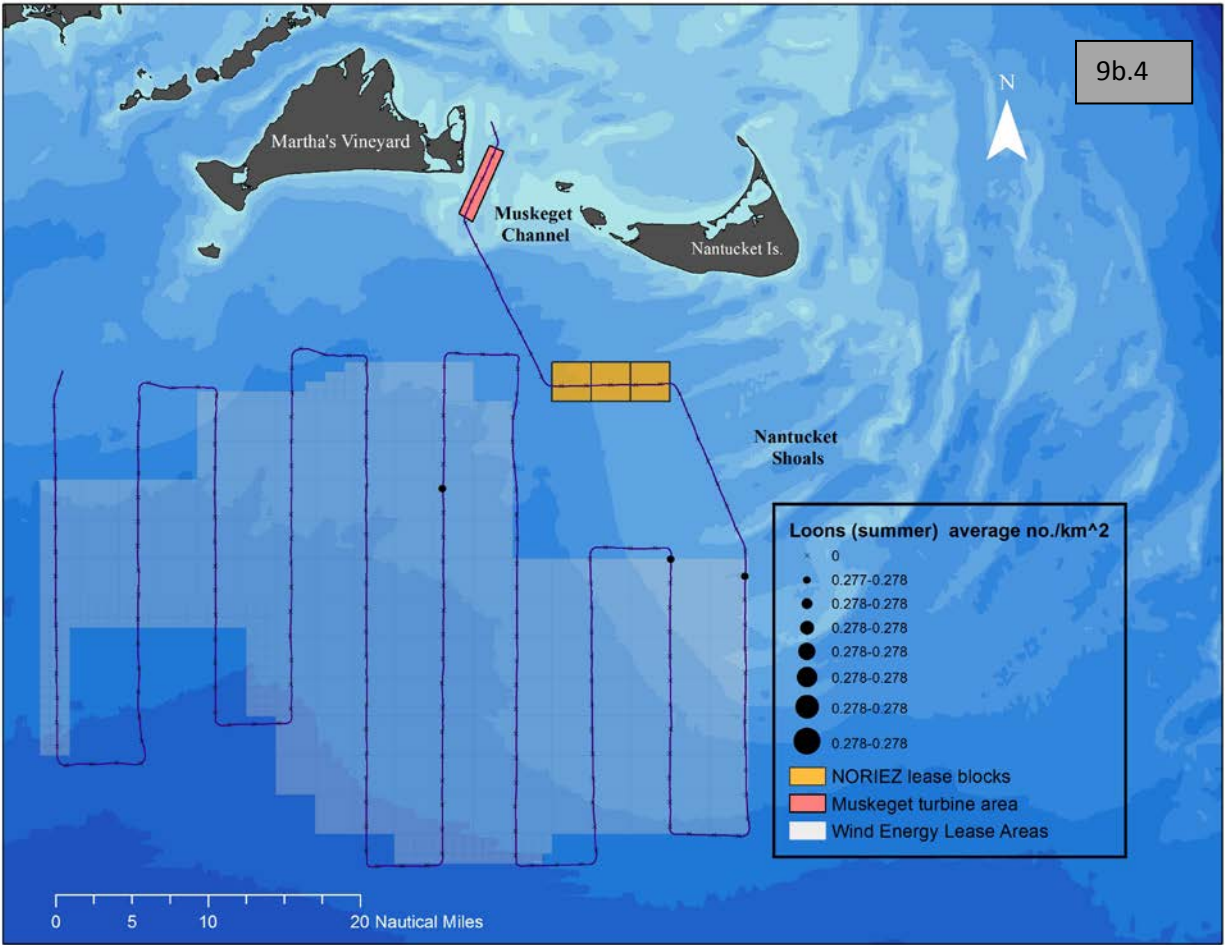 9b.4
N
Martha's Vineyard
Muskeget
Channel
Nantucket Is.
Nantucket
Shoals
Loons (summer) average no./km^2
0
0.277-0.278
0.278-0.278
0.278-0.278
0.278-0.278
0.278-0.278
0.278-0.278
0.278-0.278
NORIEZ lease blocks
Muskeget turbine area
Wind Energy Lease Areas
0 5 10 20 Nautical Miles